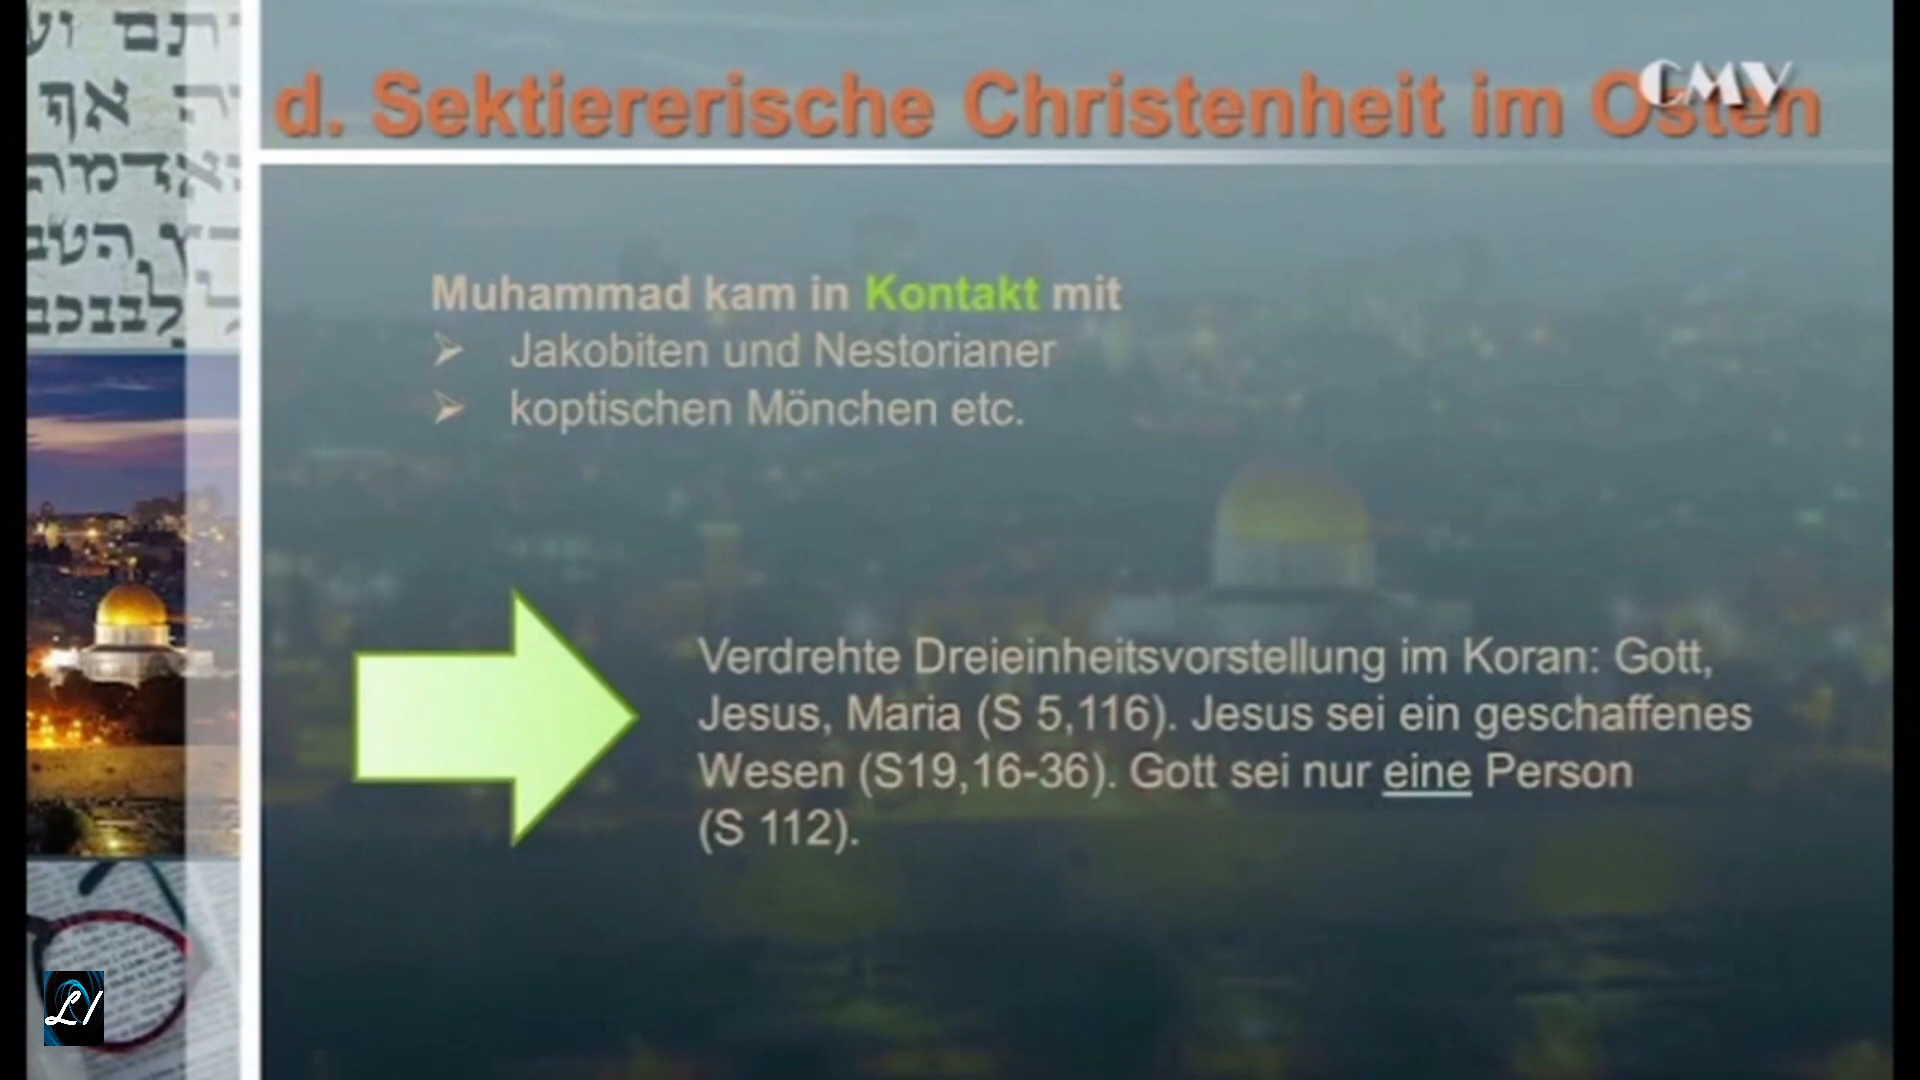 d. Sektiererische Christenheit im Osten
CMV
Muhammad kam in Kontakt mit
➢ Jakobiten und Nestorianer
➢ koptischen Mönchen etc.
Verdrehte Dreieinheitsvorstellung im Koran: Gott,
Jesus, Maria (S 5,116). Jesus sei ein geschaffenes
Wesen (S19,16-36). Gott sei nur eine Person
(S 112).